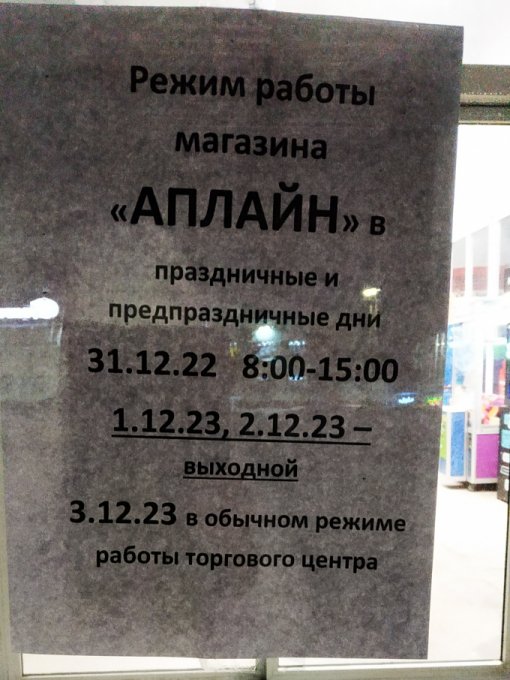 Режим работы
магазина
«АПЛАЙН» в
праздничные и
предпраздничные дни
31.12.22 8:00-15:00
1.12.23, 2.12.23 –
выходной
3.12.23 в обычном режиме
работы торгового центра